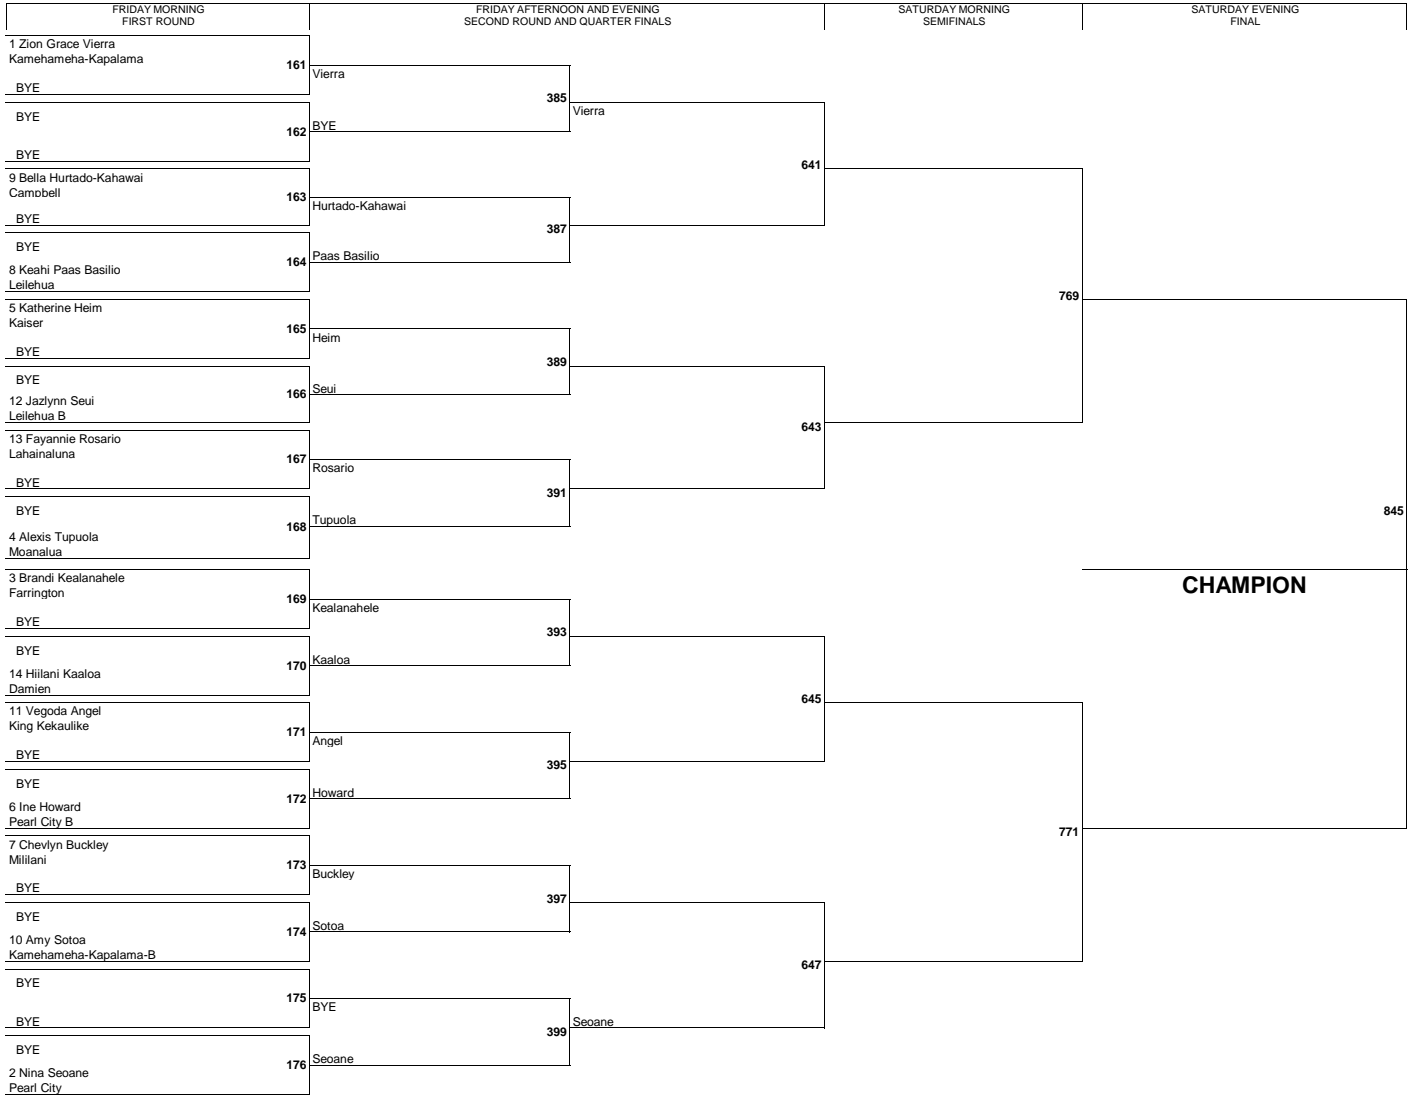 FRIDAY MORNING
FIRST ROUND
FRIDAY AFTERNOON AND EVENING
SECOND ROUND AND QUARTER FINALS
SATURDAY MORNING
SEMIFINALS
SATURDAY EVENING
FINAL
1 Zion Grace Vierra
Kamehameha-Kapalama
161
BYE
BYE
162
BYE
9 Bella Hurtado-Kahawai
Campbell
163
BYE
BYE
164
8 Keahi Paas Basilio
Leilehua
5 Katherine Heim
Kaiser
165
BYE
BYE
166
12 Jazlynn Seui
Leilehua B
13 Fayannie Rosario
Lahainaluna
167
BYE
BYE
168
4 Alexis Tupuola
Moanalua
3 Brandi Kealanahele
Farrington
169
BYE
BYE
170
14 Hiilani Kaaloa
Damien
11 Vegoda Angel
King Kekaulike
171
BYE
BYE
172
6 Ine Howard
Pearl City B
7 Chevlyn Buckley
Mililani
173
BYE
BYE
174
10 Amy Sotoa
Kamehameha-Kapalama-B
BYE
175
BYE
BYE
176
2 Nina Seoane
Pearl City
Vierra
385
BYE
Hurtado-Kahawai
387
Paas Basilio
Heim
389
Seui
Rosario
391
Tupuola
Kealanahele
393
Kaaloa
Angel
395
Howard
Buckley
397
Sotoa
BYE
399
Seoane
Vierra
641
643
645
647
Seoane
769
771
845
CHAMPION